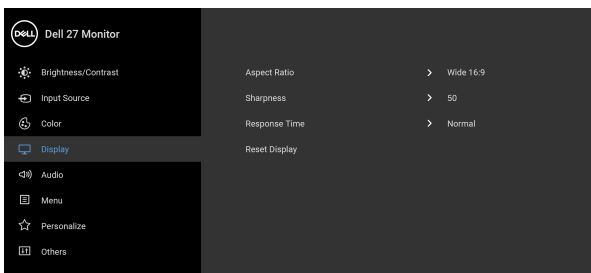 DELL Dell 27 Monitor
Brightness/Contrast
Aspect Ratio Wide 16:9
Input Source
Sharpness 50
Color
Response Time Normal
Display
Reset Display
Audio
Menu
Personalize
Others